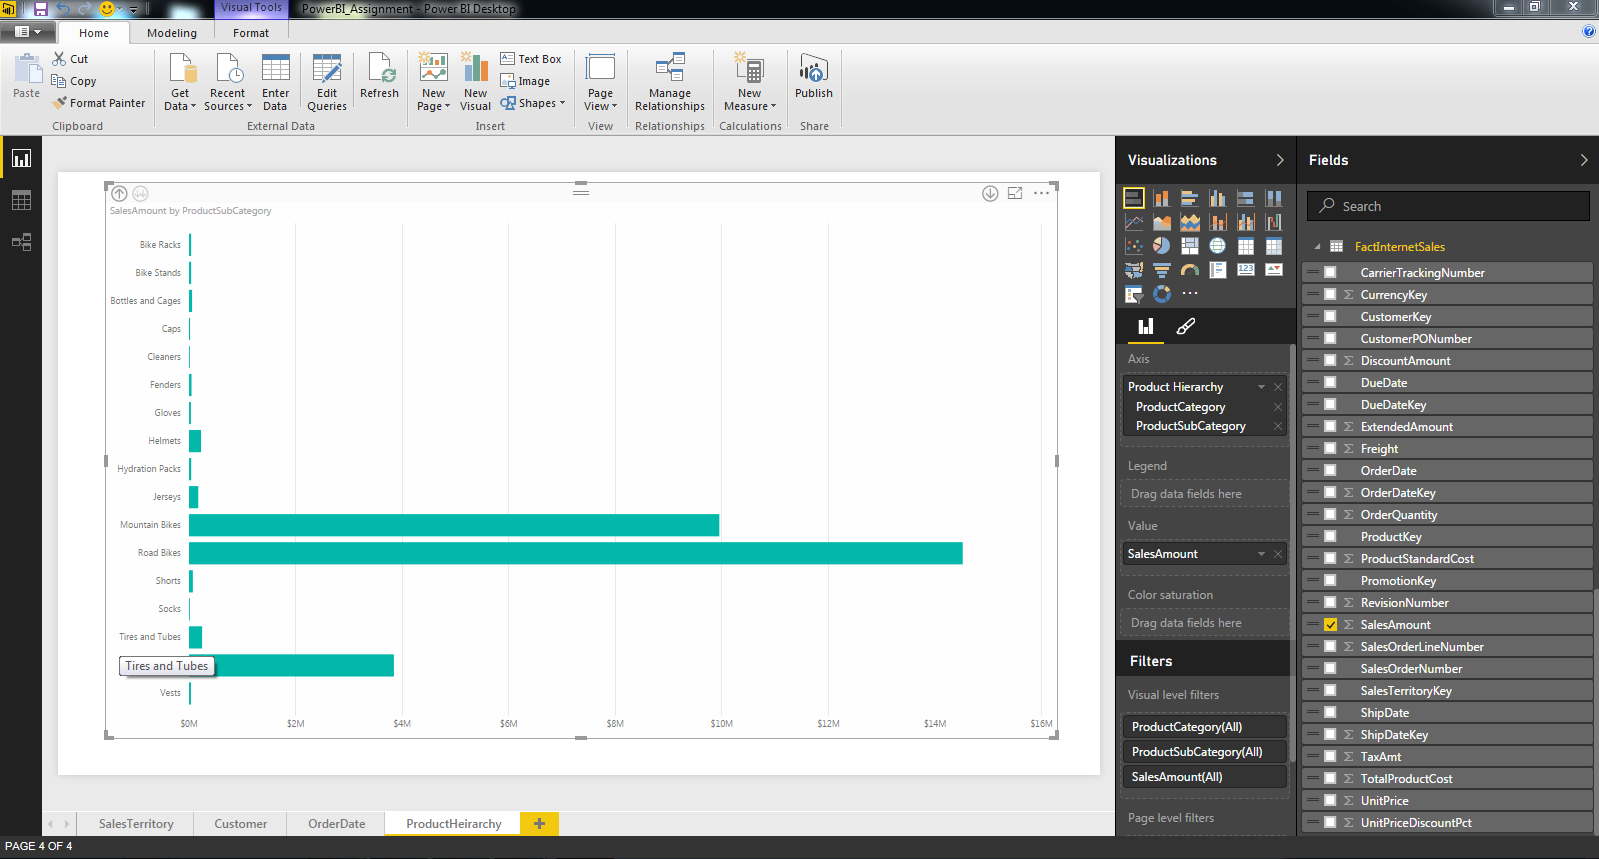 Visual Tools
PowerBI_Assignment - Power BI Desktop
Home
Modeling
Format
Paste
Cut
Copy
Format Painter
Clipboard
Get Data
Recent Sources
Enter Data
Edit Queries
Refresh
External Data
New Page
New Visual
Text Box
Image
Shapes
Insert
Page View
View
Manage Relationships
Relationships
New Measure
Calculations
Publish
Share
SalesAmount by ProductSubCategory
Bike Racks
Bike Stands
Bottles and Cages
Caps
Cleaners
Fenders
Gloves
Helmets
Hydration Packs
Jerseys
Mountain Bikes
Road Bikes
Shorts
Socks
Tires and Tubes
Tires and Tubes
Vests
$0M $2M $4M $6M $8M $10M $12M $14M $16M
SalesTerritory
Customer
OrderDate
ProductHeirarchy
PAGE 4 OF 4
Visualizations
123
Axis
Product Hierarchy
ProductCategory
ProductSubCategory
Legend
Drag data fields here
Value
SalesAmount
Color saturation
Drag data fields here
Filters
Visual level filters
ProductCategory(All)
ProductSubCategory(All)
SalesAmount(All)
Page level filters
Fields
Search
FactInternetSales
CarrierTrackingNumber
CurrencyKey
CustomerKey
CustomerPONumber
DiscountAmount
DueDate
DueDateKey
ExtendedAmount
Freight
OrderDate
OrderDateKey
OrderQuantity
ProductKey
ProductStandardCost
PromotionKey
RevisionNumber
SalesAmount
SalesOrderLineNumber
SalesOrderNumber
SalesTerritoryKey
ShipDate
ShipDateKey
TaxAmt
TotalProductCost
UnitPrice
UnitPriceDiscountPct